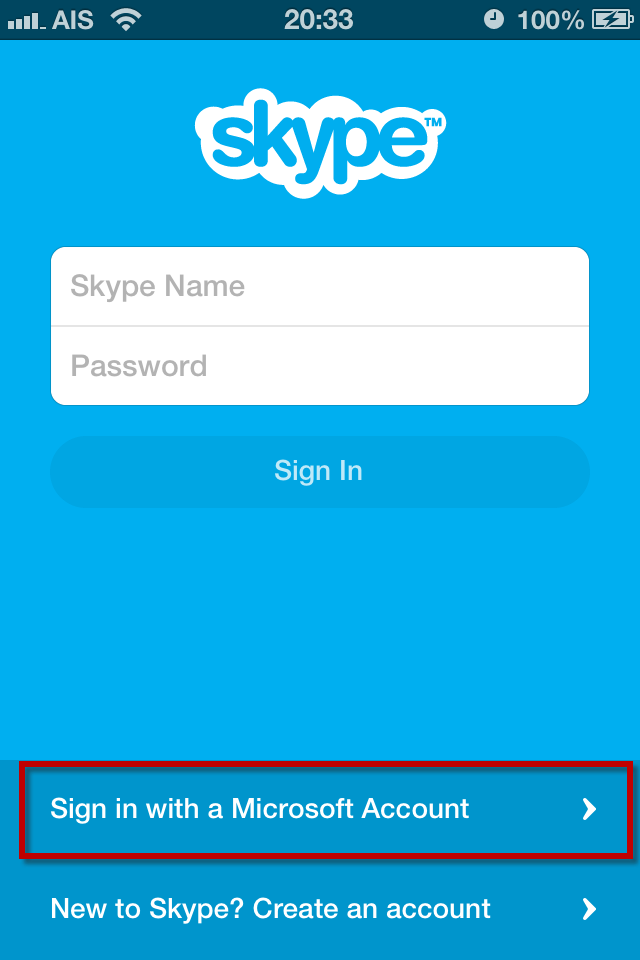 AIS 20:33 100%
skype™
Skype Name
Password
Sign In
Sign in with a Microsoft Account
New to Skype? Create an account